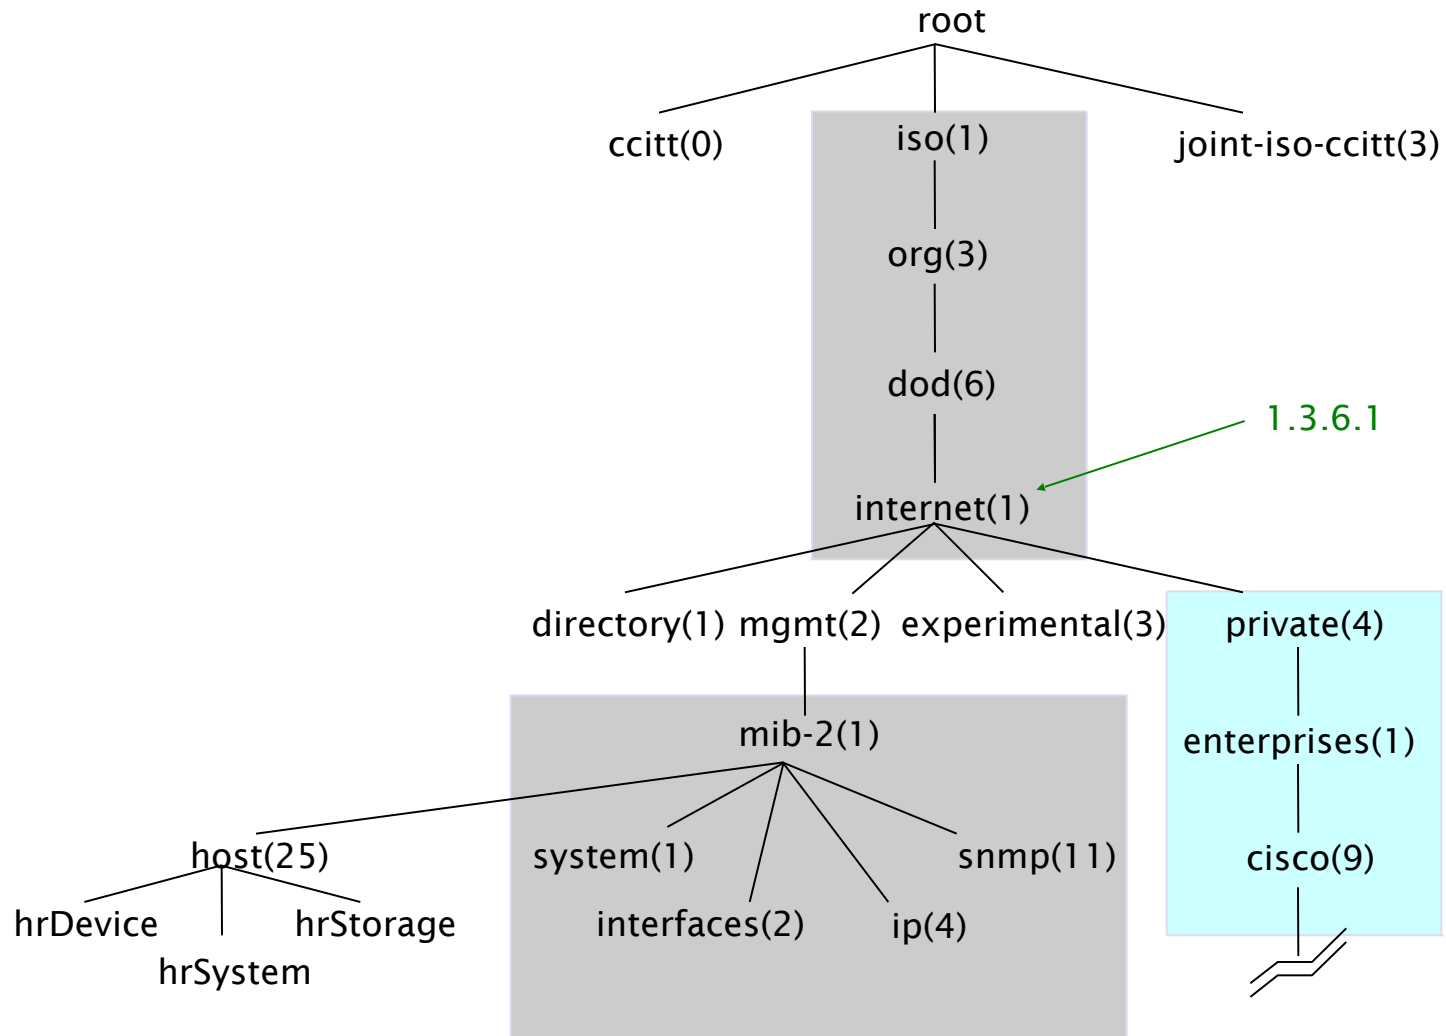 root
ccitt(0)
iso(1)
joint-iso-ccitt(3)
org(3)
dod(6)
1.3.6.1
internet(1)
directory(1)
mgmt(2)
experimental(3)
private(4)
mib-2(1)
enterprises(1)
host(25)
system(1)
snmp(11)
cisco(9)
hrDevice
hrStorage
interfaces(2)
ip(4)
hrSystem